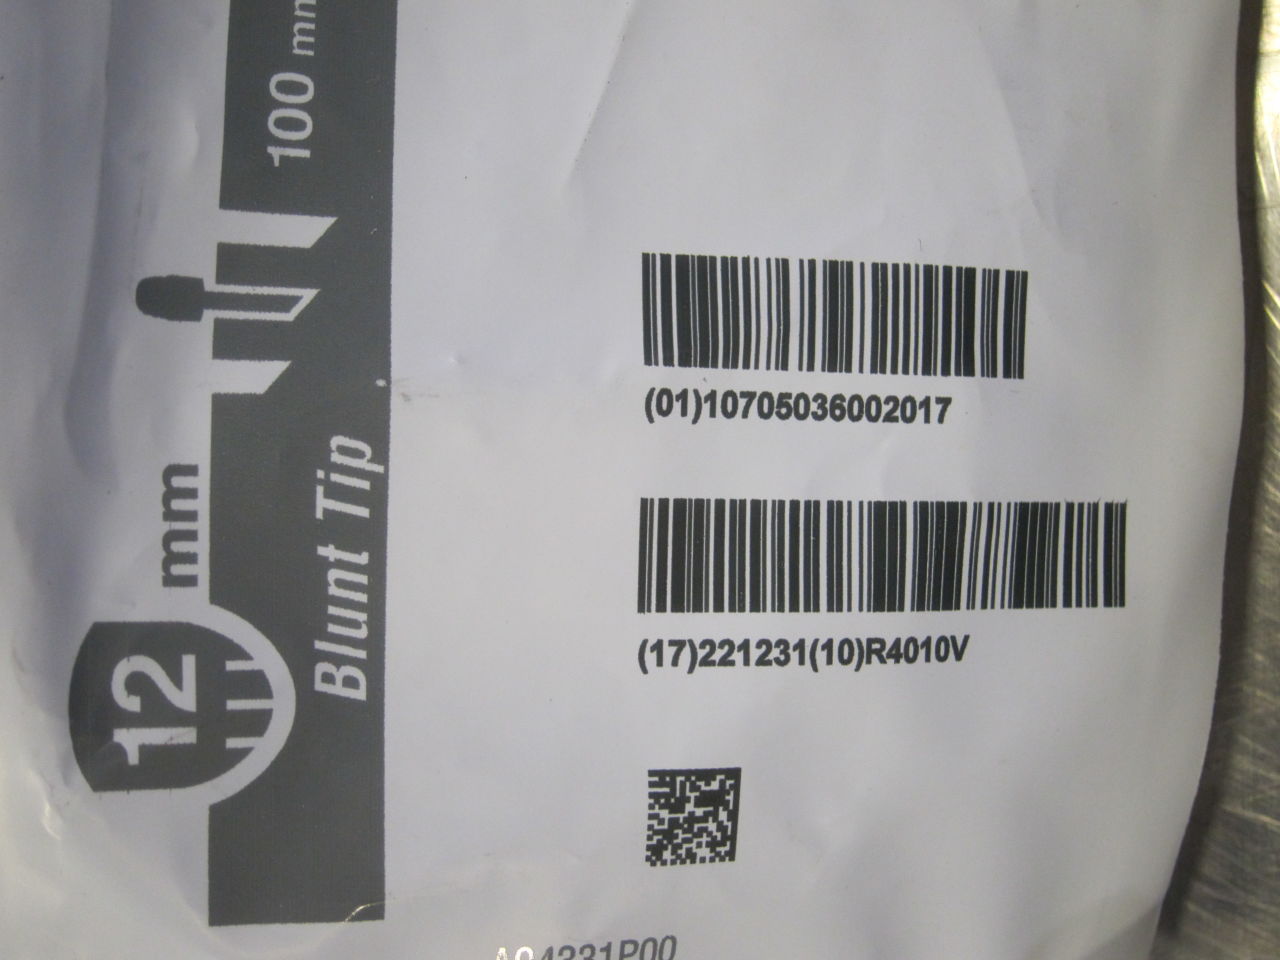 100 mm
12 mm
Blunt Tip
(01)10705036002017
(17)221231(10)R4010V